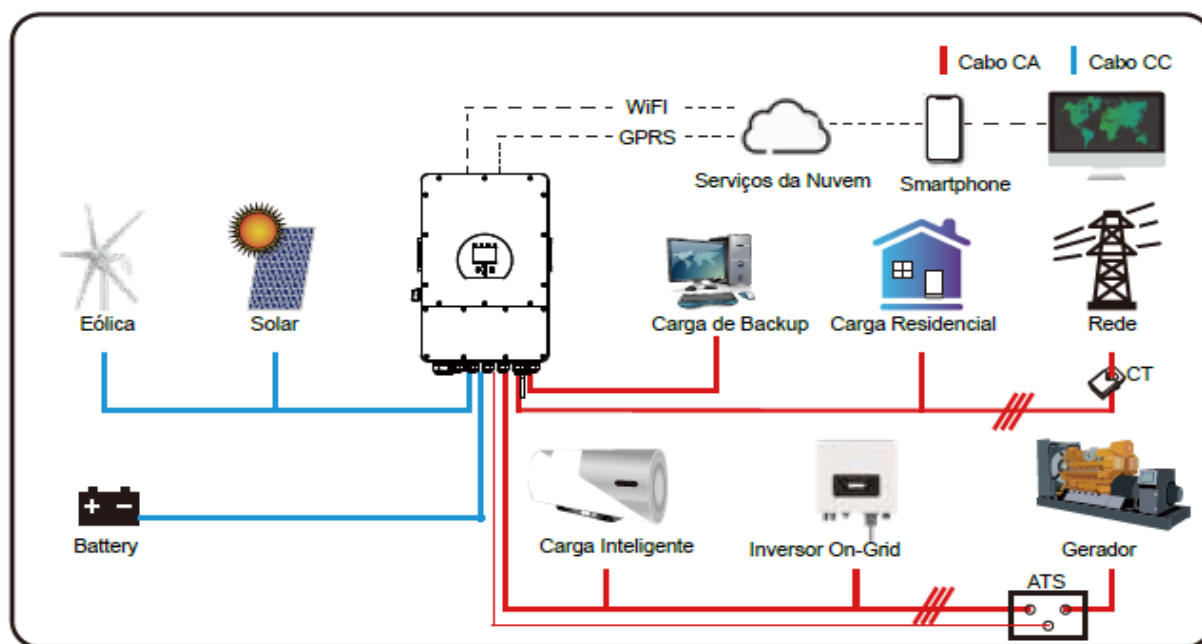 Cabo CA
Cabo CC
WiFI
GPRS
Serviços da Nuvem
Smartphone
Eólica
Solar
Carga de Backup
Carga Residencial
Rede
CT
Battery
Carga Inteligente
Inversor On-Grid
Gerador
ATS